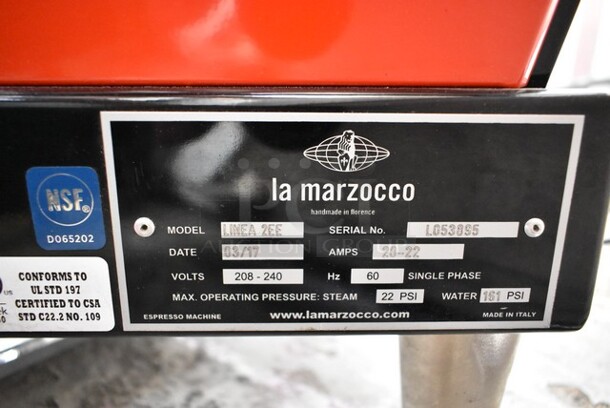 la marzocco
handmade in florence
NSF®
D065202
MODEL LINEA 2EE SERIAL No. L053895
DATE 03/17 AMPS 20-22
VOLTS 208 - 240 Hz 60 SINGLE PHASE
MAX. OPERATING PRESSURE: STEAM 22 PSI WATER 161 PSI
ESPRESSO MACHINE www.lamarzocco.com MADE IN ITALY
us
CONFORMS TO
UL STD 197
CERTIFIED TO CSA
STD C22.2 NO. 109